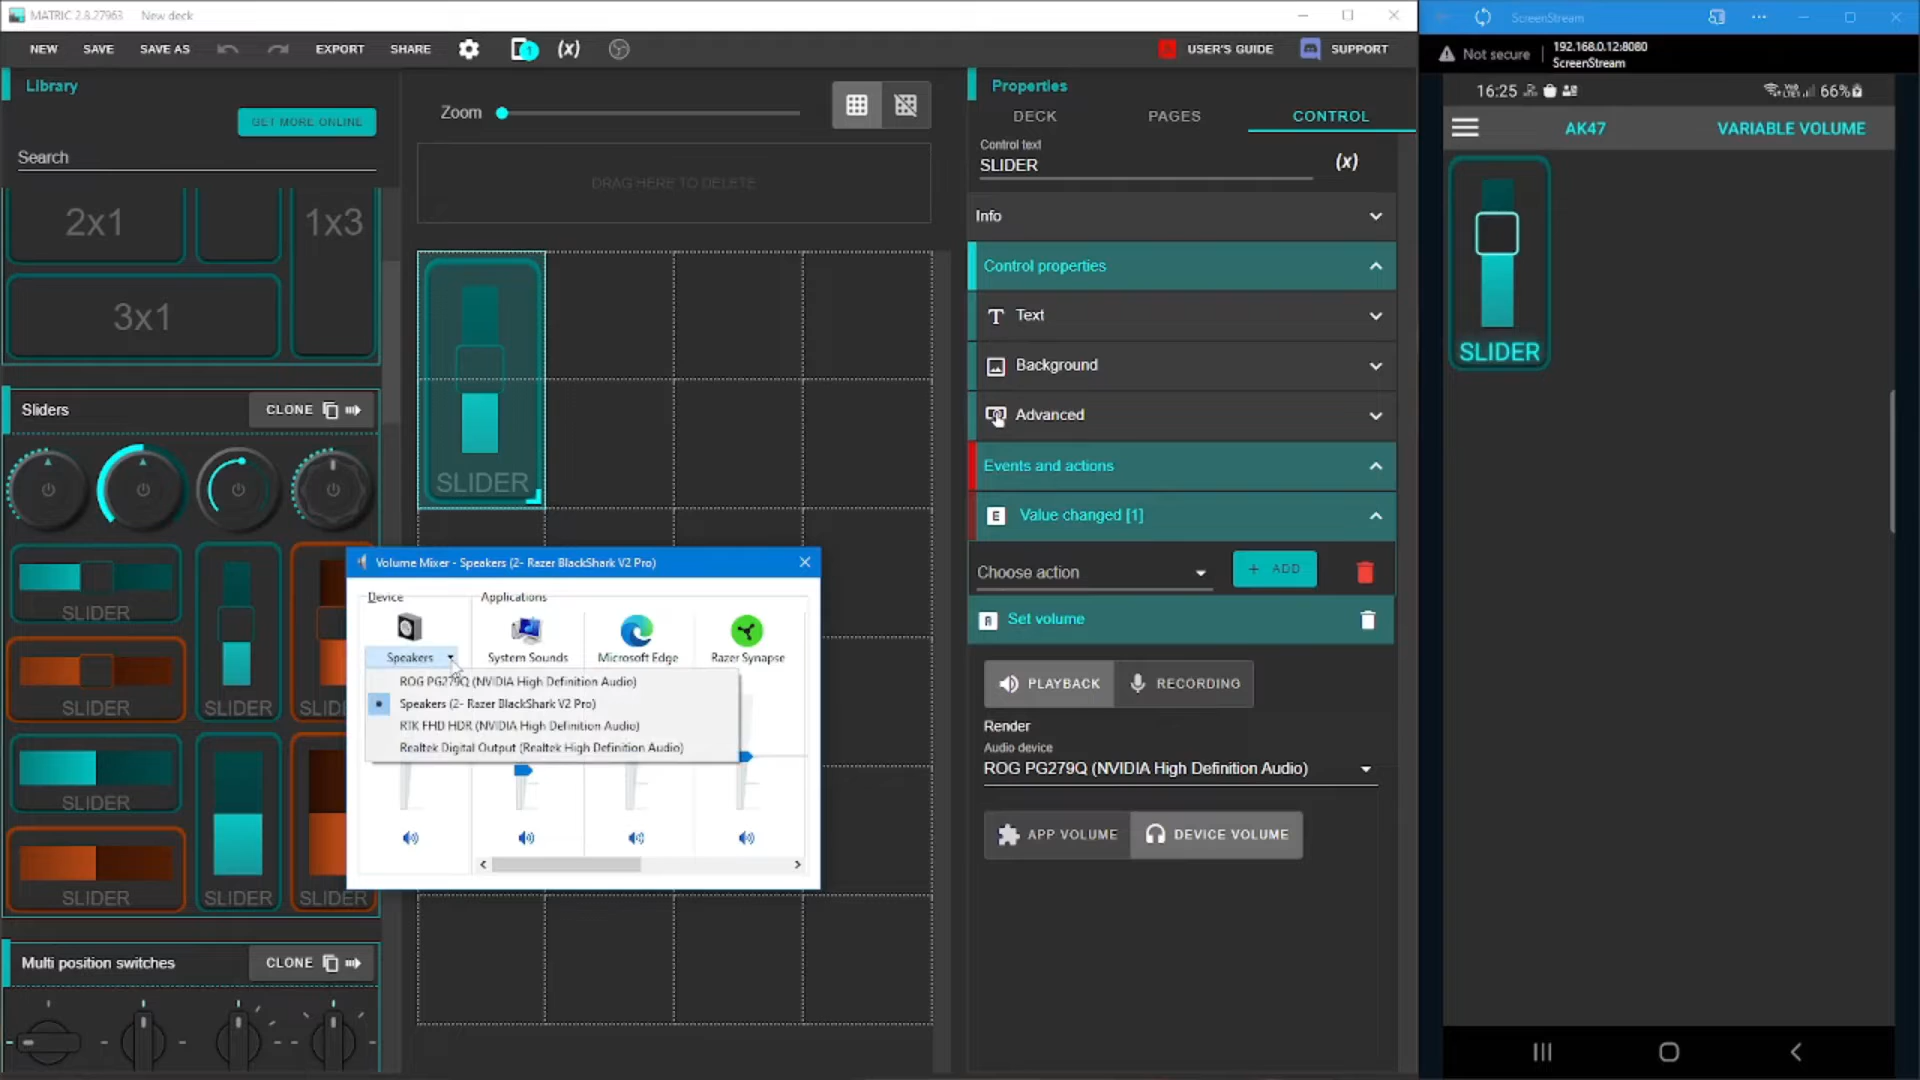 MATRIC 2.8.27963 New deck
NEW SAVE SAVE AS EXPORT SHARE 1 (x) USER'S GUIDE SUPPORT
Library
GET MORE ONLINE
Search
2x1
1x3
3x1
Sliders
CLONE
SLIDER
SLIDER
SLIDER
SLID
SLIDER
SLIDER
SLIDER
SLIDER
Multi position switches
CLONE
Zoom
DRAG HERE TO DELETE
SLIDER
Volume Mixer - Speakers (2- Razer BlackShark V2 Pro)
Device
Applications
Speakers
System Sounds
Microsoft Edge
Razer Synapse
ROG PG279Q (NVIDIA High Definition Audio)
Speakers (2- Razer BlackShark V2 Pro)
RTK FHD HDR (NVIDIA High Definition Audio)
Realtek Digital Output (Realtek High Definition Audio)
Properties
DECK PAGES CONTROL
Control text
SLIDER
(x)
Info
Control properties
Text
Background
Advanced
Events and actions
E Value changed [1]
Choose action
+ ADD
A Set volume
PLAYBACK RECORDING
Render
Audio device
ROG PG279Q (NVIDIA High Definition Audio)
APP VOLUME DEVICE VOLUME
ScreenStream
Not secure
192.168.0.12:8080
ScreenStream
16:25
66%
AK47 VARIABLE VOLUME
SLIDER